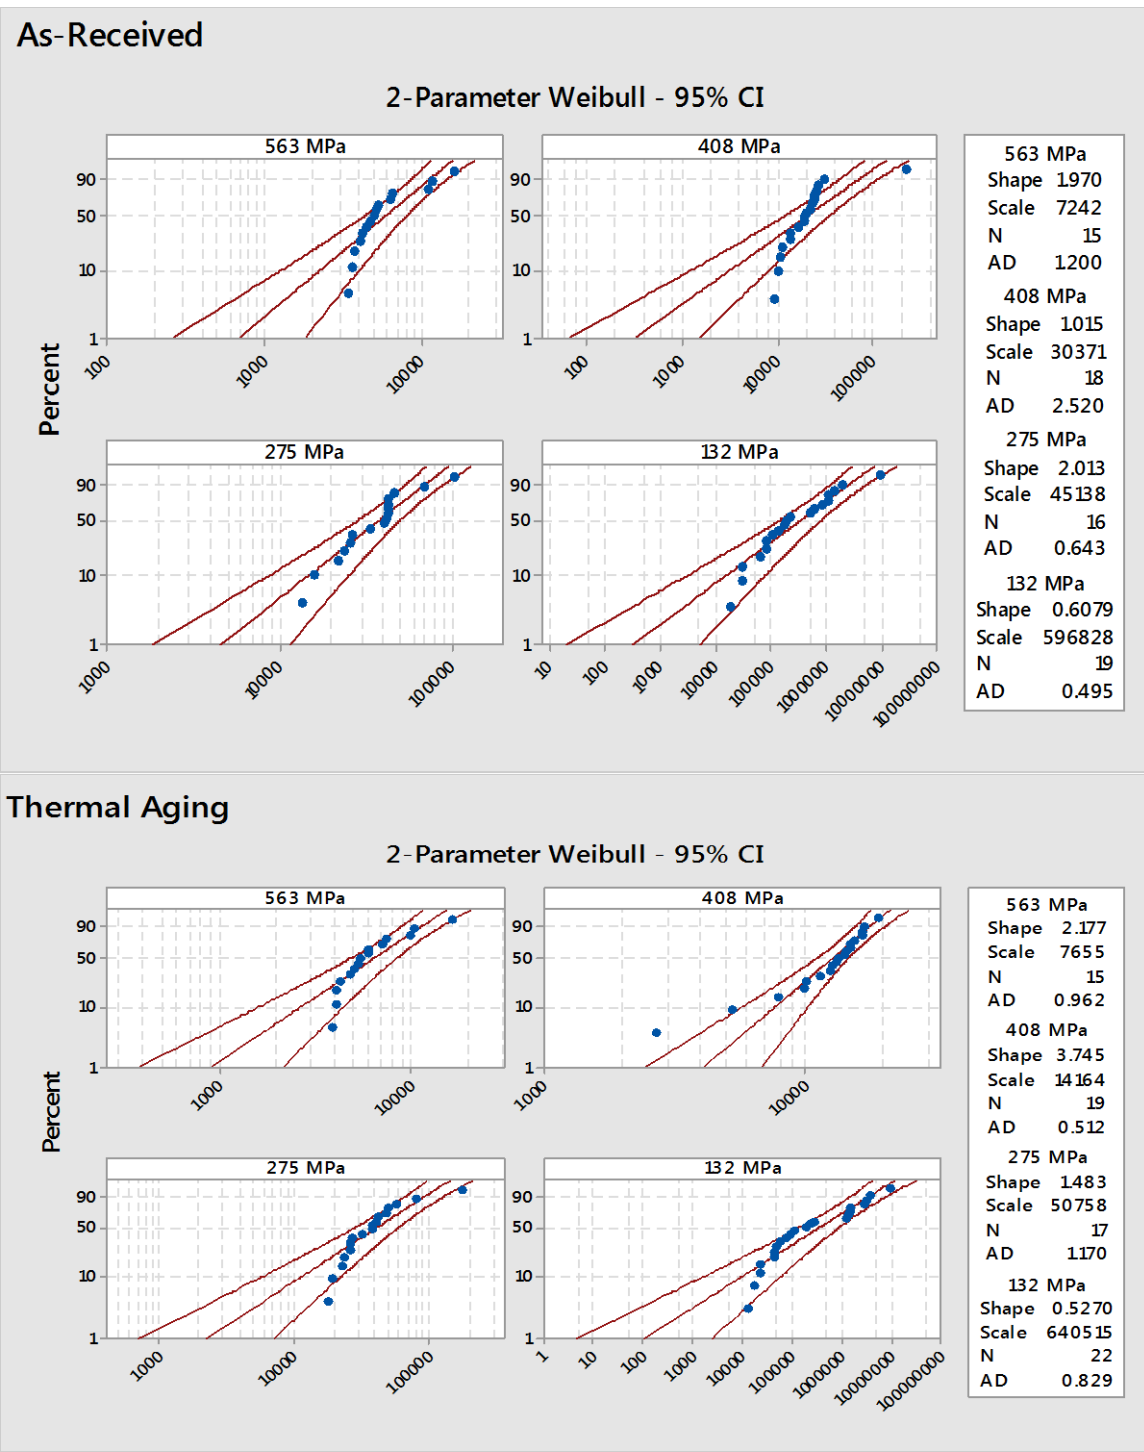 As-Received
2-Parameter Weibull - 95% CI
563 MPa
408 MPa
90
50
10
1
100
1000
10000
90
50
10
1
100
1000
10000
100000
Percent
275 MPa
132 MPa
90
50
10
1
1000
10000
100000
90
50
10
1
10
100
1000
10000
100000
1000000
10000000
100000000
563 MPa
Shape 1.970
Scale 7242
N 15
AD 1.200
408 MPa
Shape 1.015
Scale 30371
N 18
AD 2.520
275 MPa
Shape 2.013
Scale 45138
N 16
AD 0.643
132 MPa
Shape 0.6079
Scale 596828
N 19
AD 0.495
Thermal Aging
2-Parameter Weibull - 95% CI
563 MPa
408 MPa
90
50
10
1
1000
10000
90
50
10
1
1000
10000
Percent
275 MPa
132 MPa
90
50
10
1
1000
10000
100000
90
50
10
1
1
10
100
1000
10000
100000
1000000
10000000
100000000
563 MPa
Shape 2.177
Scale 7655
N 15
AD 0.962
408 MPa
Shape 3.745
Scale 14164
N 19
AD 0.512
275 MPa
Shape 1.483
Scale 50758
N 17
AD 1.170
132 MPa
Shape 0.5270
Scale 640515
N 22
AD 0.829